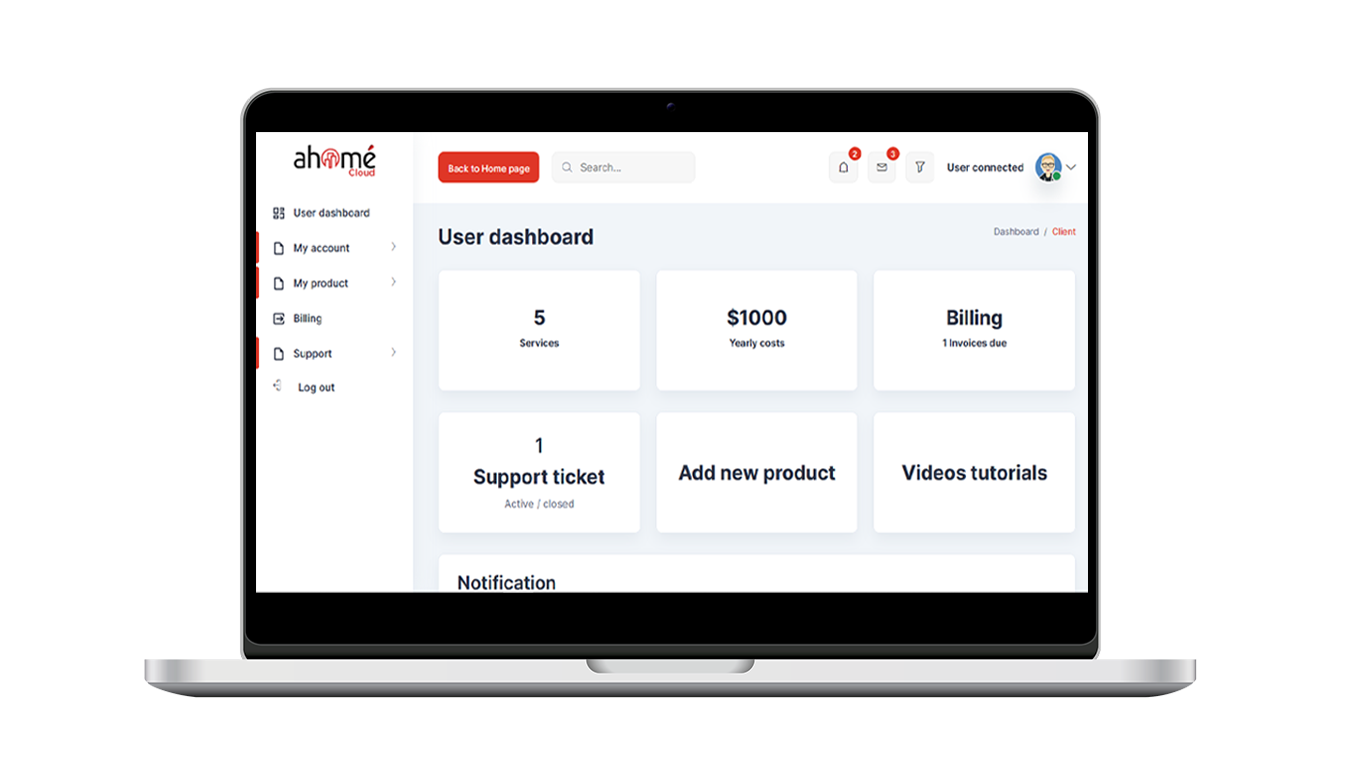 ahomé
Cloud
User dashboard
My account
My product
Billing
Support
Log out
Back to Home page
Search...
2
3
User connected
User dashboard
Dashboard / Client
5
Services
$1000
Yearly costs
Billing
1 Invoices due
1
Support ticket
Active / closed
Add new product
Videos tutorials
Notification